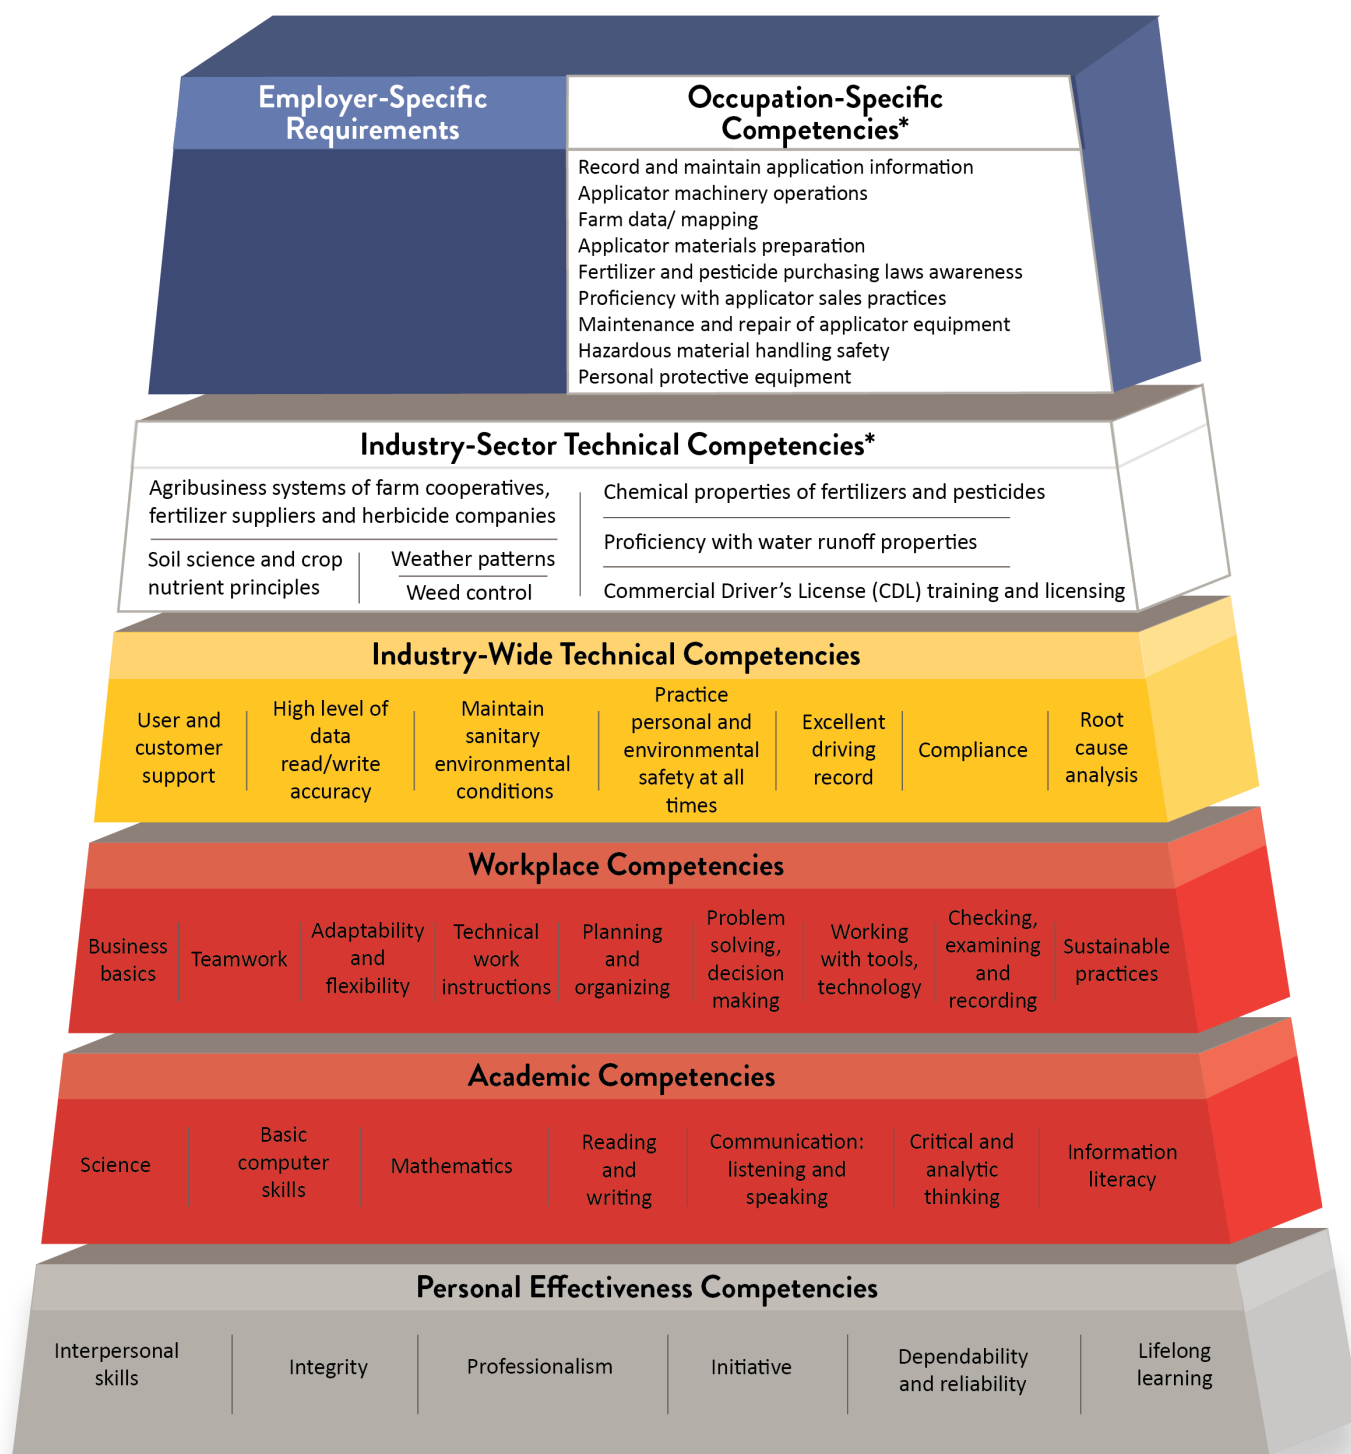 Employer-Specific
Requirements
Occupation-Specific
Competencies*
Record and maintain application information
Applicator machinery operations
Farm data/ mapping
Applicator materials preparation
Fertilizer and pesticide purchasing laws awareness
Proficiency with applicator sales practices
Maintenance and repair of applicator equipment
Hazardous material handling safety
Personal protective equipment
Industry-Sector Technical Competencies*
Agribusiness systems of farm cooperatives,
fertilizer suppliers and herbicide companies
Soil science and crop
nutrient principles
Weather patterns
Weed control
Chemical properties of fertilizers and pesticides
Proficiency with water runoff properties
Commercial Driver's License (CDL) training and licensing
Industry-Wide Technical Competencies
User and
customer
support
High level of
data
read/write
accuracy
Maintain
sanitary
environmental
conditions
Practice
personal and
environmental
safety at all
times
Excellent
driving
record
Compliance
Root
cause
analysis
Workplace Competencies
Business
basics
Teamwork
Adaptability
and
flexibility
Technical
work
instructions
Planning
and
organizing
Problem
solving,
decision
making
Working
with tools,
technology
Checking,
examining
and
recording
Sustainable
practices
Academic Competencies
Science
Basic
computer
skills
Mathematics
Reading
and
writing
Communication:
listening and
speaking
Critical and
analytic
thinking
Information
literacy
Personal Effectiveness Competencies
Interpersonal
skills
Integrity
Professionalism
Initiative
Dependability
and reliability
Lifelong
learning